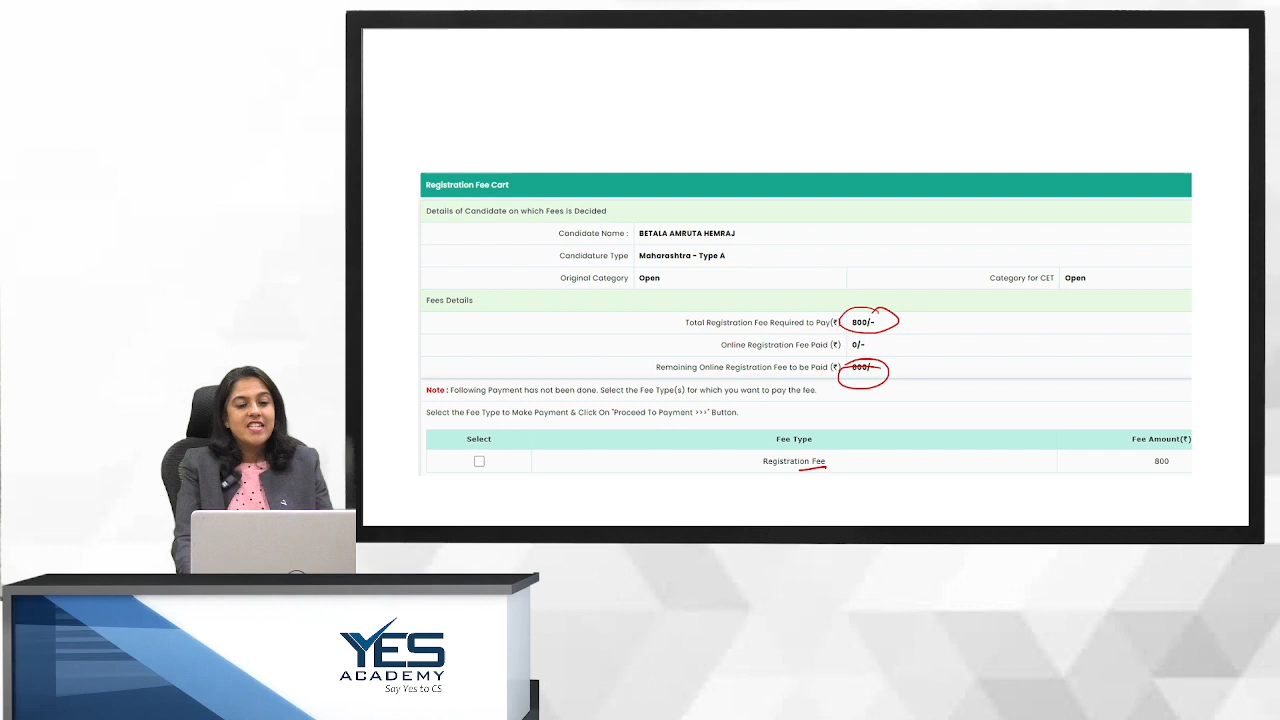 Registration Fee Cart
Details of Candidate on which Fees is Decided
Candidate Name : BETALA AMRUTA HEMRAJ
Candidature Type Maharashtra - Type A
Original Category Open Category for CET Open
Fees Details
Total Registration Fee Required to Pay(₹) 800/-
Online Registration Fee Paid (₹) 0/-
Remaining Online Registration Fee to be Paid (₹) 800/-
Note : Following Payment has not been done. Select the Fee Type(s) for which you want to pay the fee.
Select the Fee Type to Make Payment & Click On "Proceed To Payment >>>" Button.
Select Fee Type Fee Amount(₹)
Registration Fee 800
YES
ACADEMY
Say Yes to CS